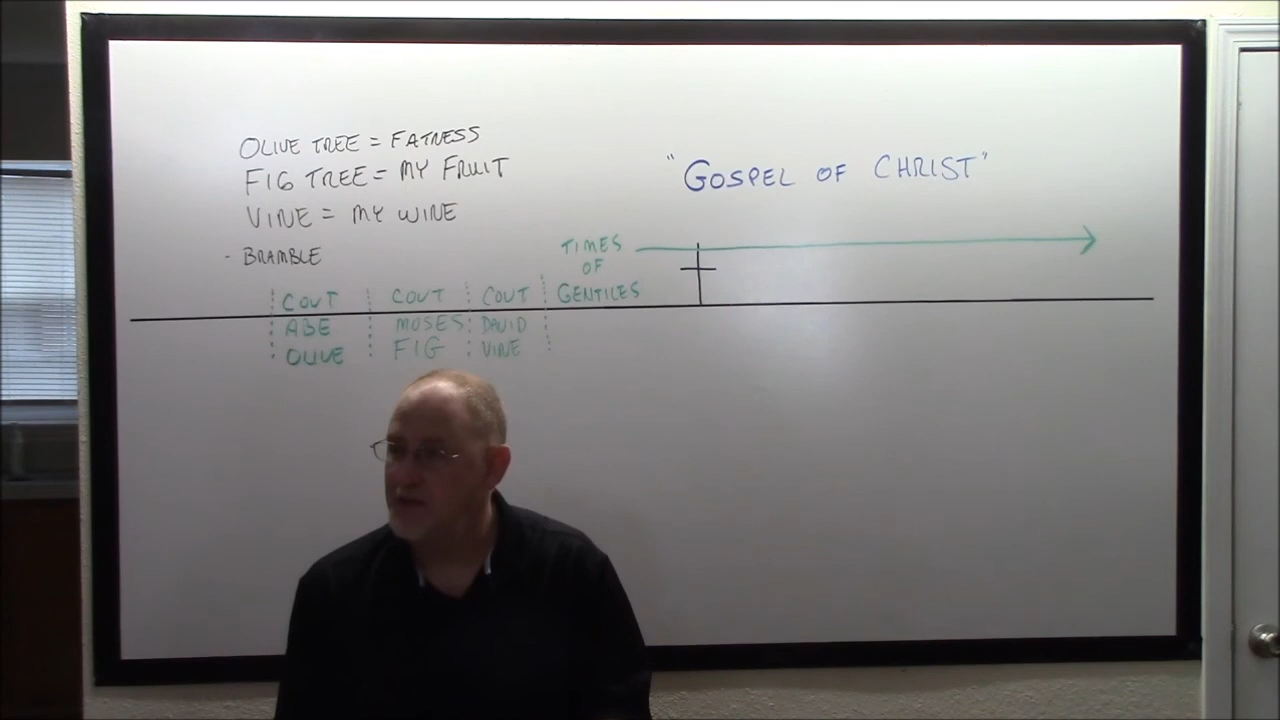 OLIVE TREE = FATNESS
FIG TREE = MY FRUIT
VINE = MY WINE
- BRAMBLE
"GOSPEL OF CHRIST"
TIMES
OF
GENTILES
COVT COVT COVT
ABE MOSES DAVID
OLIVE FIG VINE